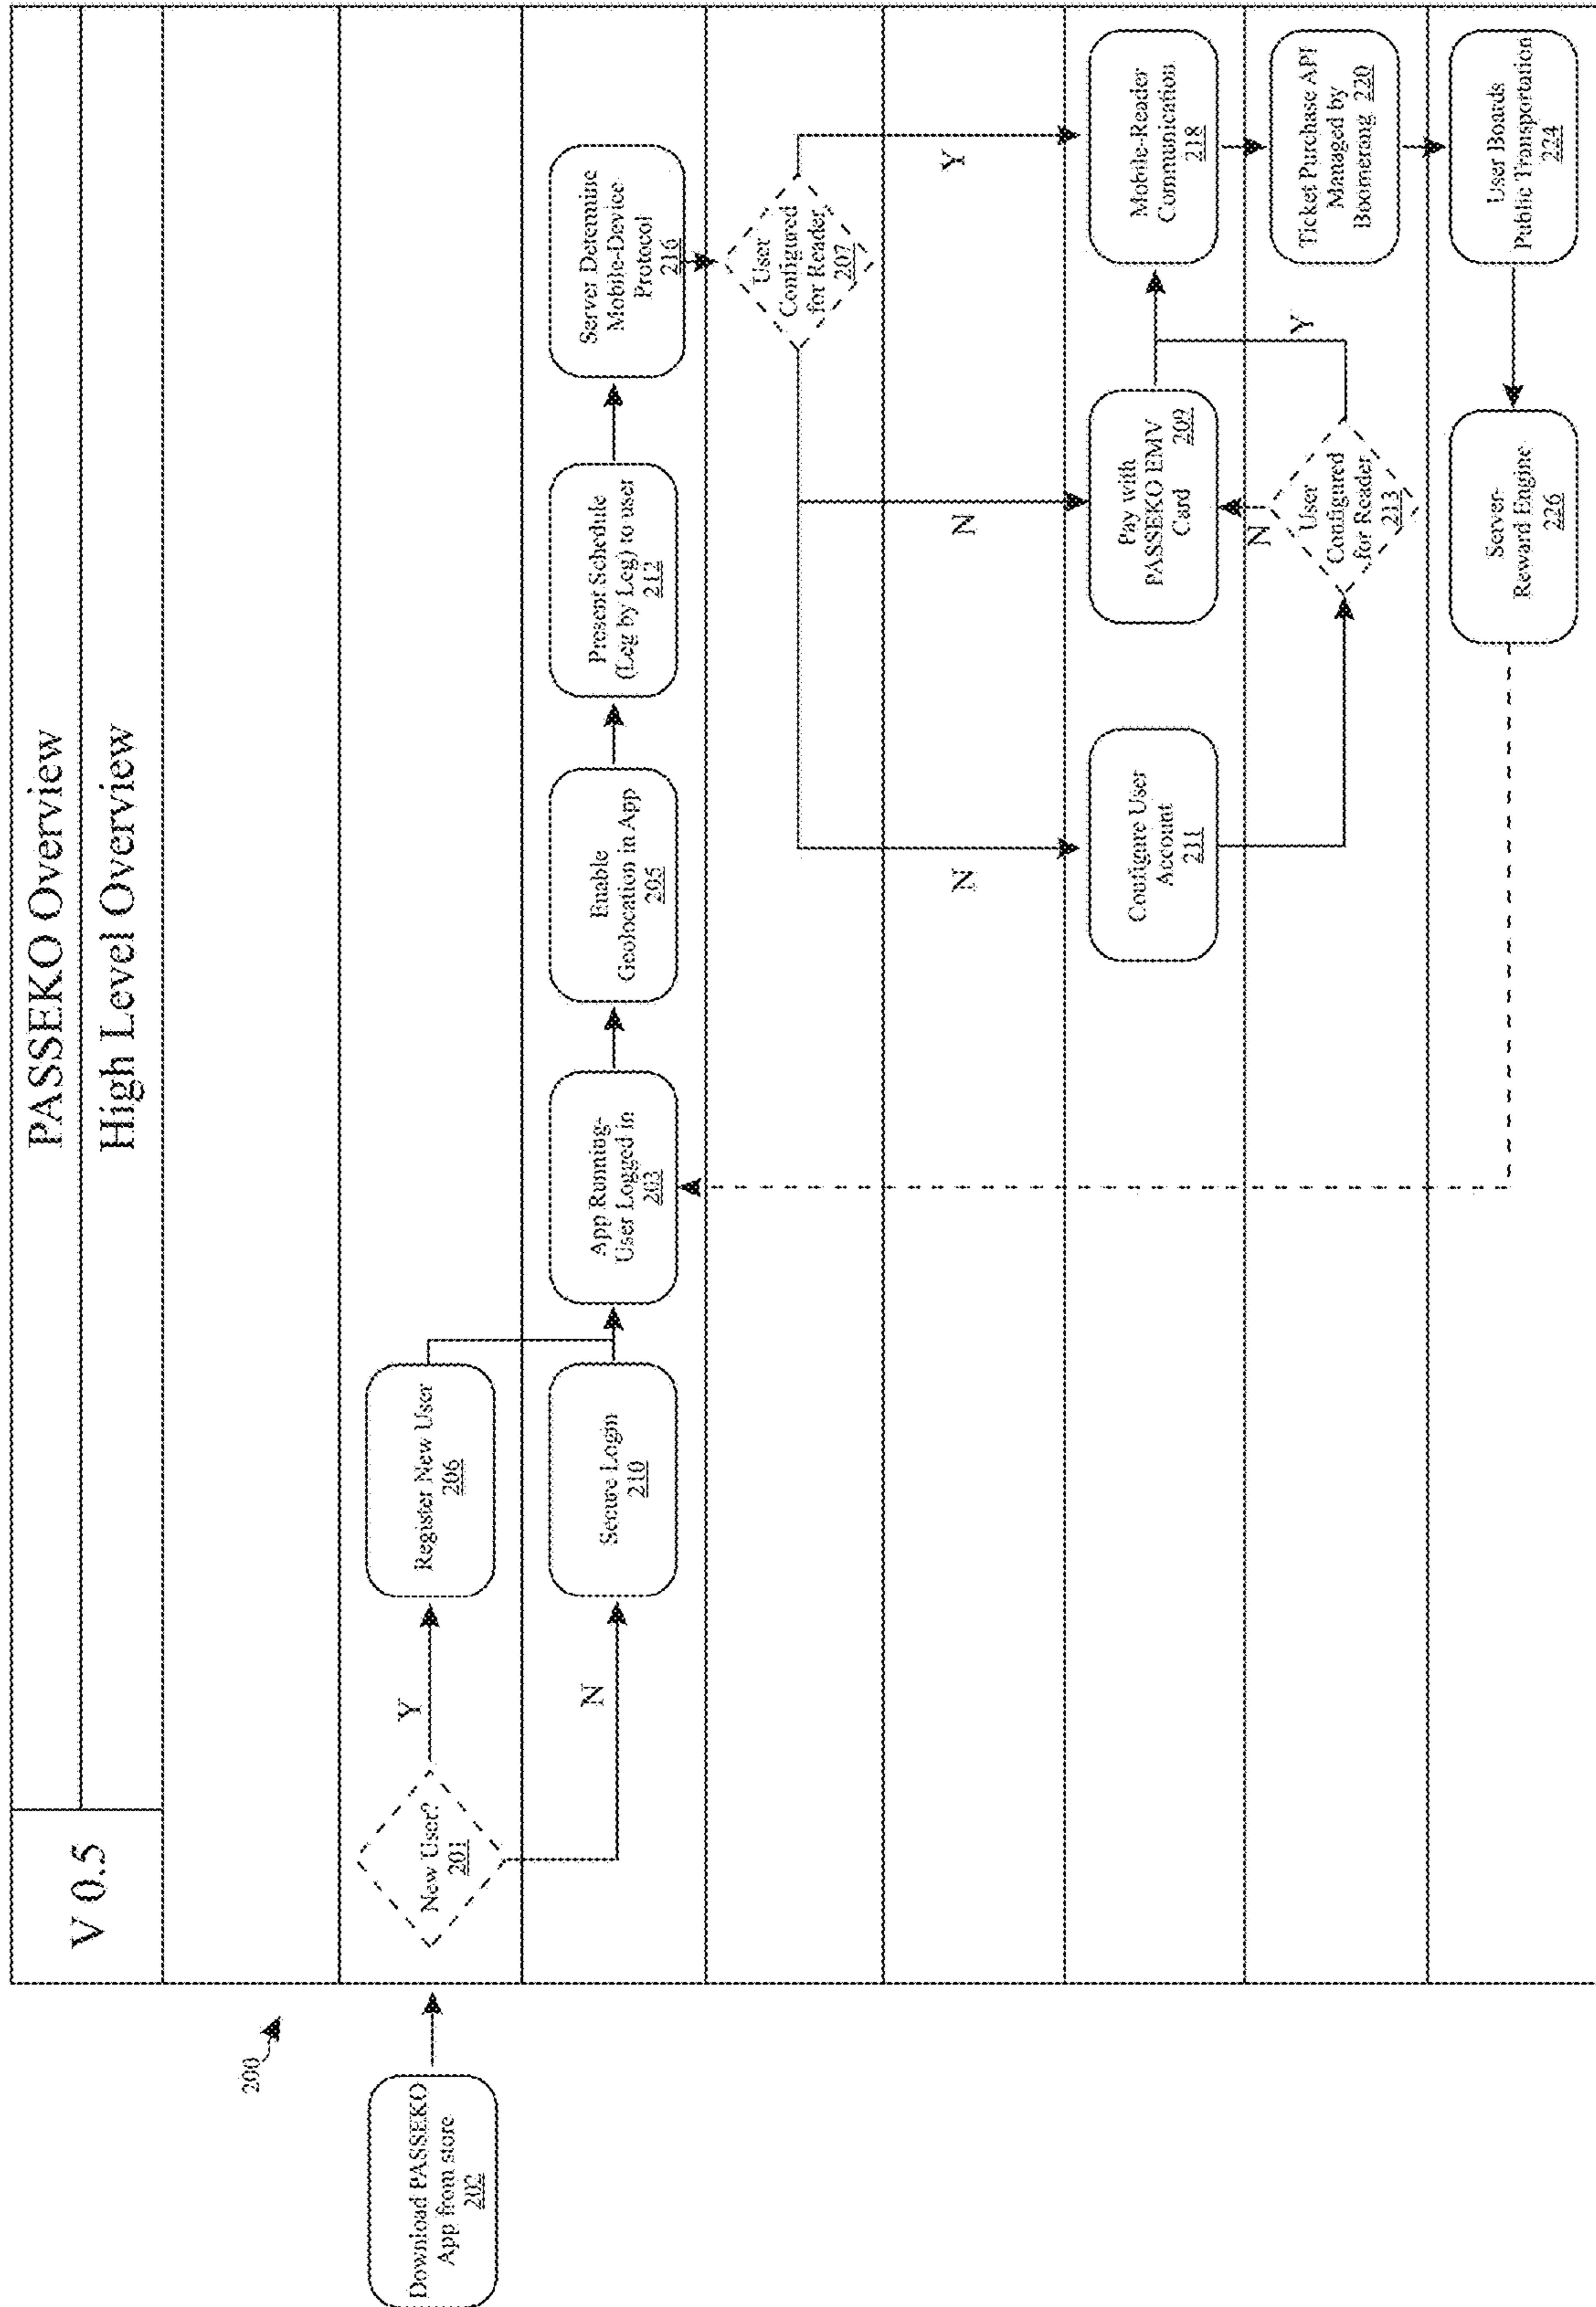 PASSEKO Overview
V 0.5
High Level Overview
200
Download PASSEKO
App from store
202
New User?
201
Y
N
Register New User
206
Secure Login
210
App Running-
User Logged in
203
Enable
Geolocation in App
205
Present Schedule
(Leg by Leg) to user
212
Server Determine
Mobile-Device
Protocol
216
User
Configured
for Reader
207
N
N
Y
Configure User
Account
211
Pay with
PASSEKO EMV
Card
209
Mobile-Reader
Communication
218
N
User
Configured
for Reader
213
Y
Ticket Purchase API
Managed by
Boomerang 220
Server-
Reward Engine
226
User Boards
Public Transportation
224